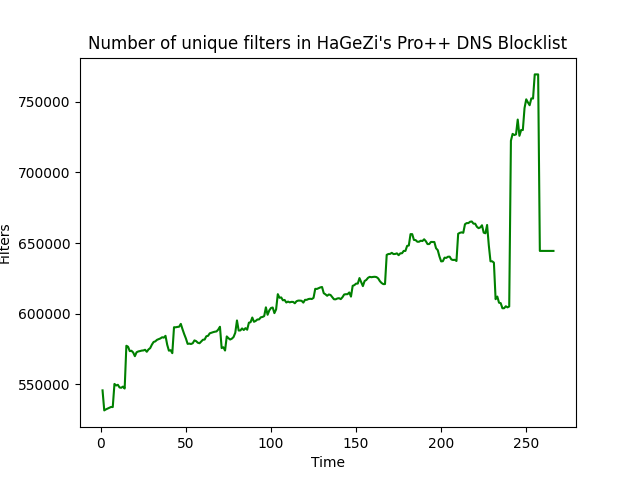 Number of unique filters in HaGeZi's Pro++ DNS Blocklist
750000
700000
650000
600000
550000
Filters
0 50 100 150 200 250
Time